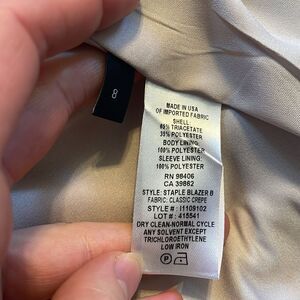 8
MADE IN USA
OF IMPORTED FABRIC
SHELL:
65% TRIACETATE
35% POLYESTER
BODY LINING:
100% POLYESTER
SLEEVE LINING:
100% POLYESTER
RN 98406
CA 39862
STYLE: STAPLE BLAZER B
FABRIC: CLASSIC CREPE
STYLE #: I1109102
LOT #: 415541
DRY CLEAN-NORMAL CYCLE
ANY SOLVENT EXCEPT
TRICHLOROETHYLENE
LOW IRON
P